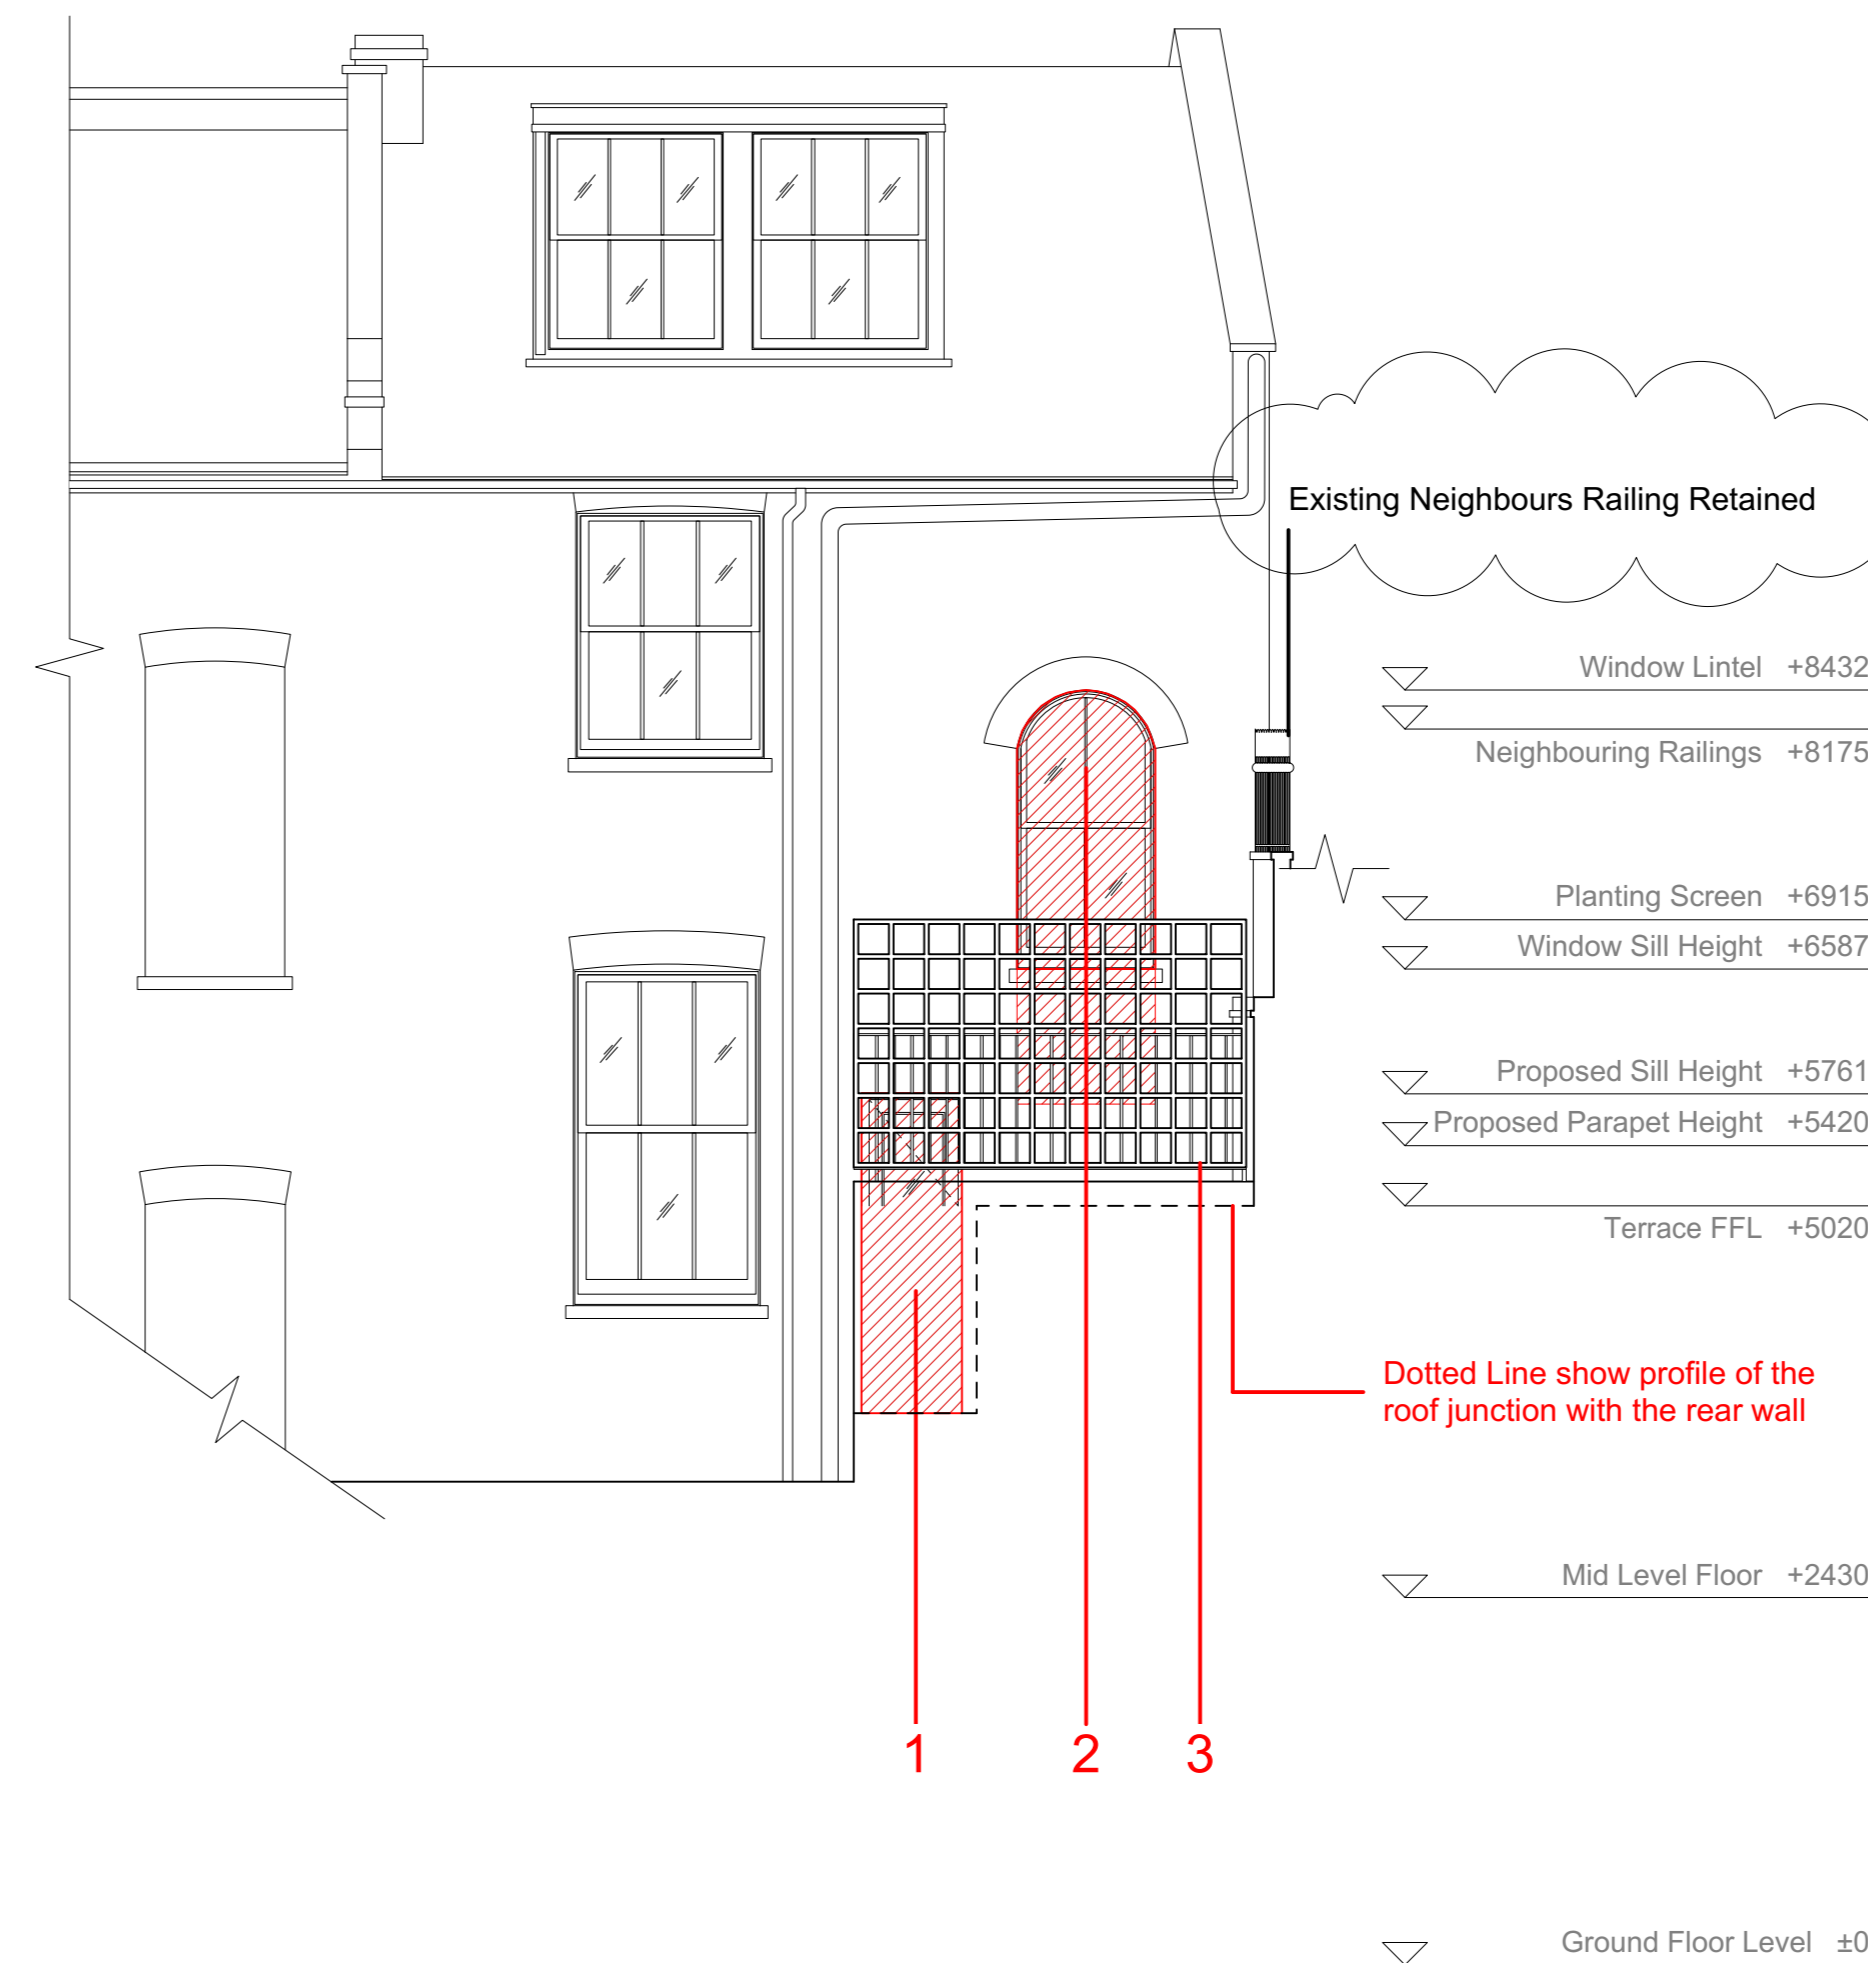 Existing Neighbours Railing Retained
Window Lintel +8432
Neighbouring Railings +8175
Planting Screen +6915
Window Sill Height +6587
Proposed Sill Height +5761
Proposed Parapet Height +5420
Terrace FFL +5020
Dotted Line show profile of the
roof junction with the rear wall
Mid Level Floor +2430
1 2 3
Ground Floor Level ±0